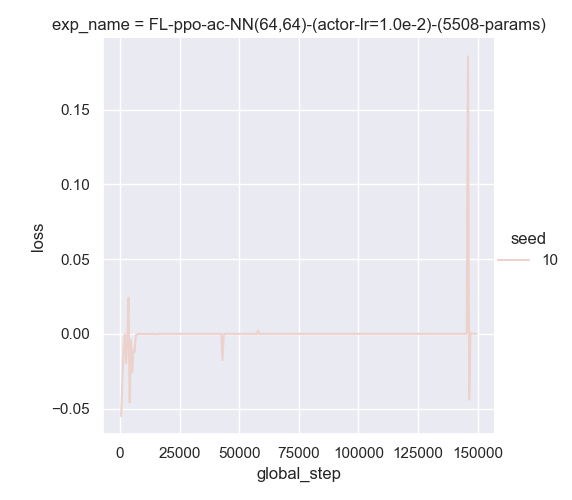 exp_name = FL-ppo-ac-NN(64,64)-(actor-lr=1.0e-2)-(5508-params)
0.15
0.10
0.05
0.00
−0.05
loss
0 25000 50000 75000 100000 125000 150000
global_step
seed
10